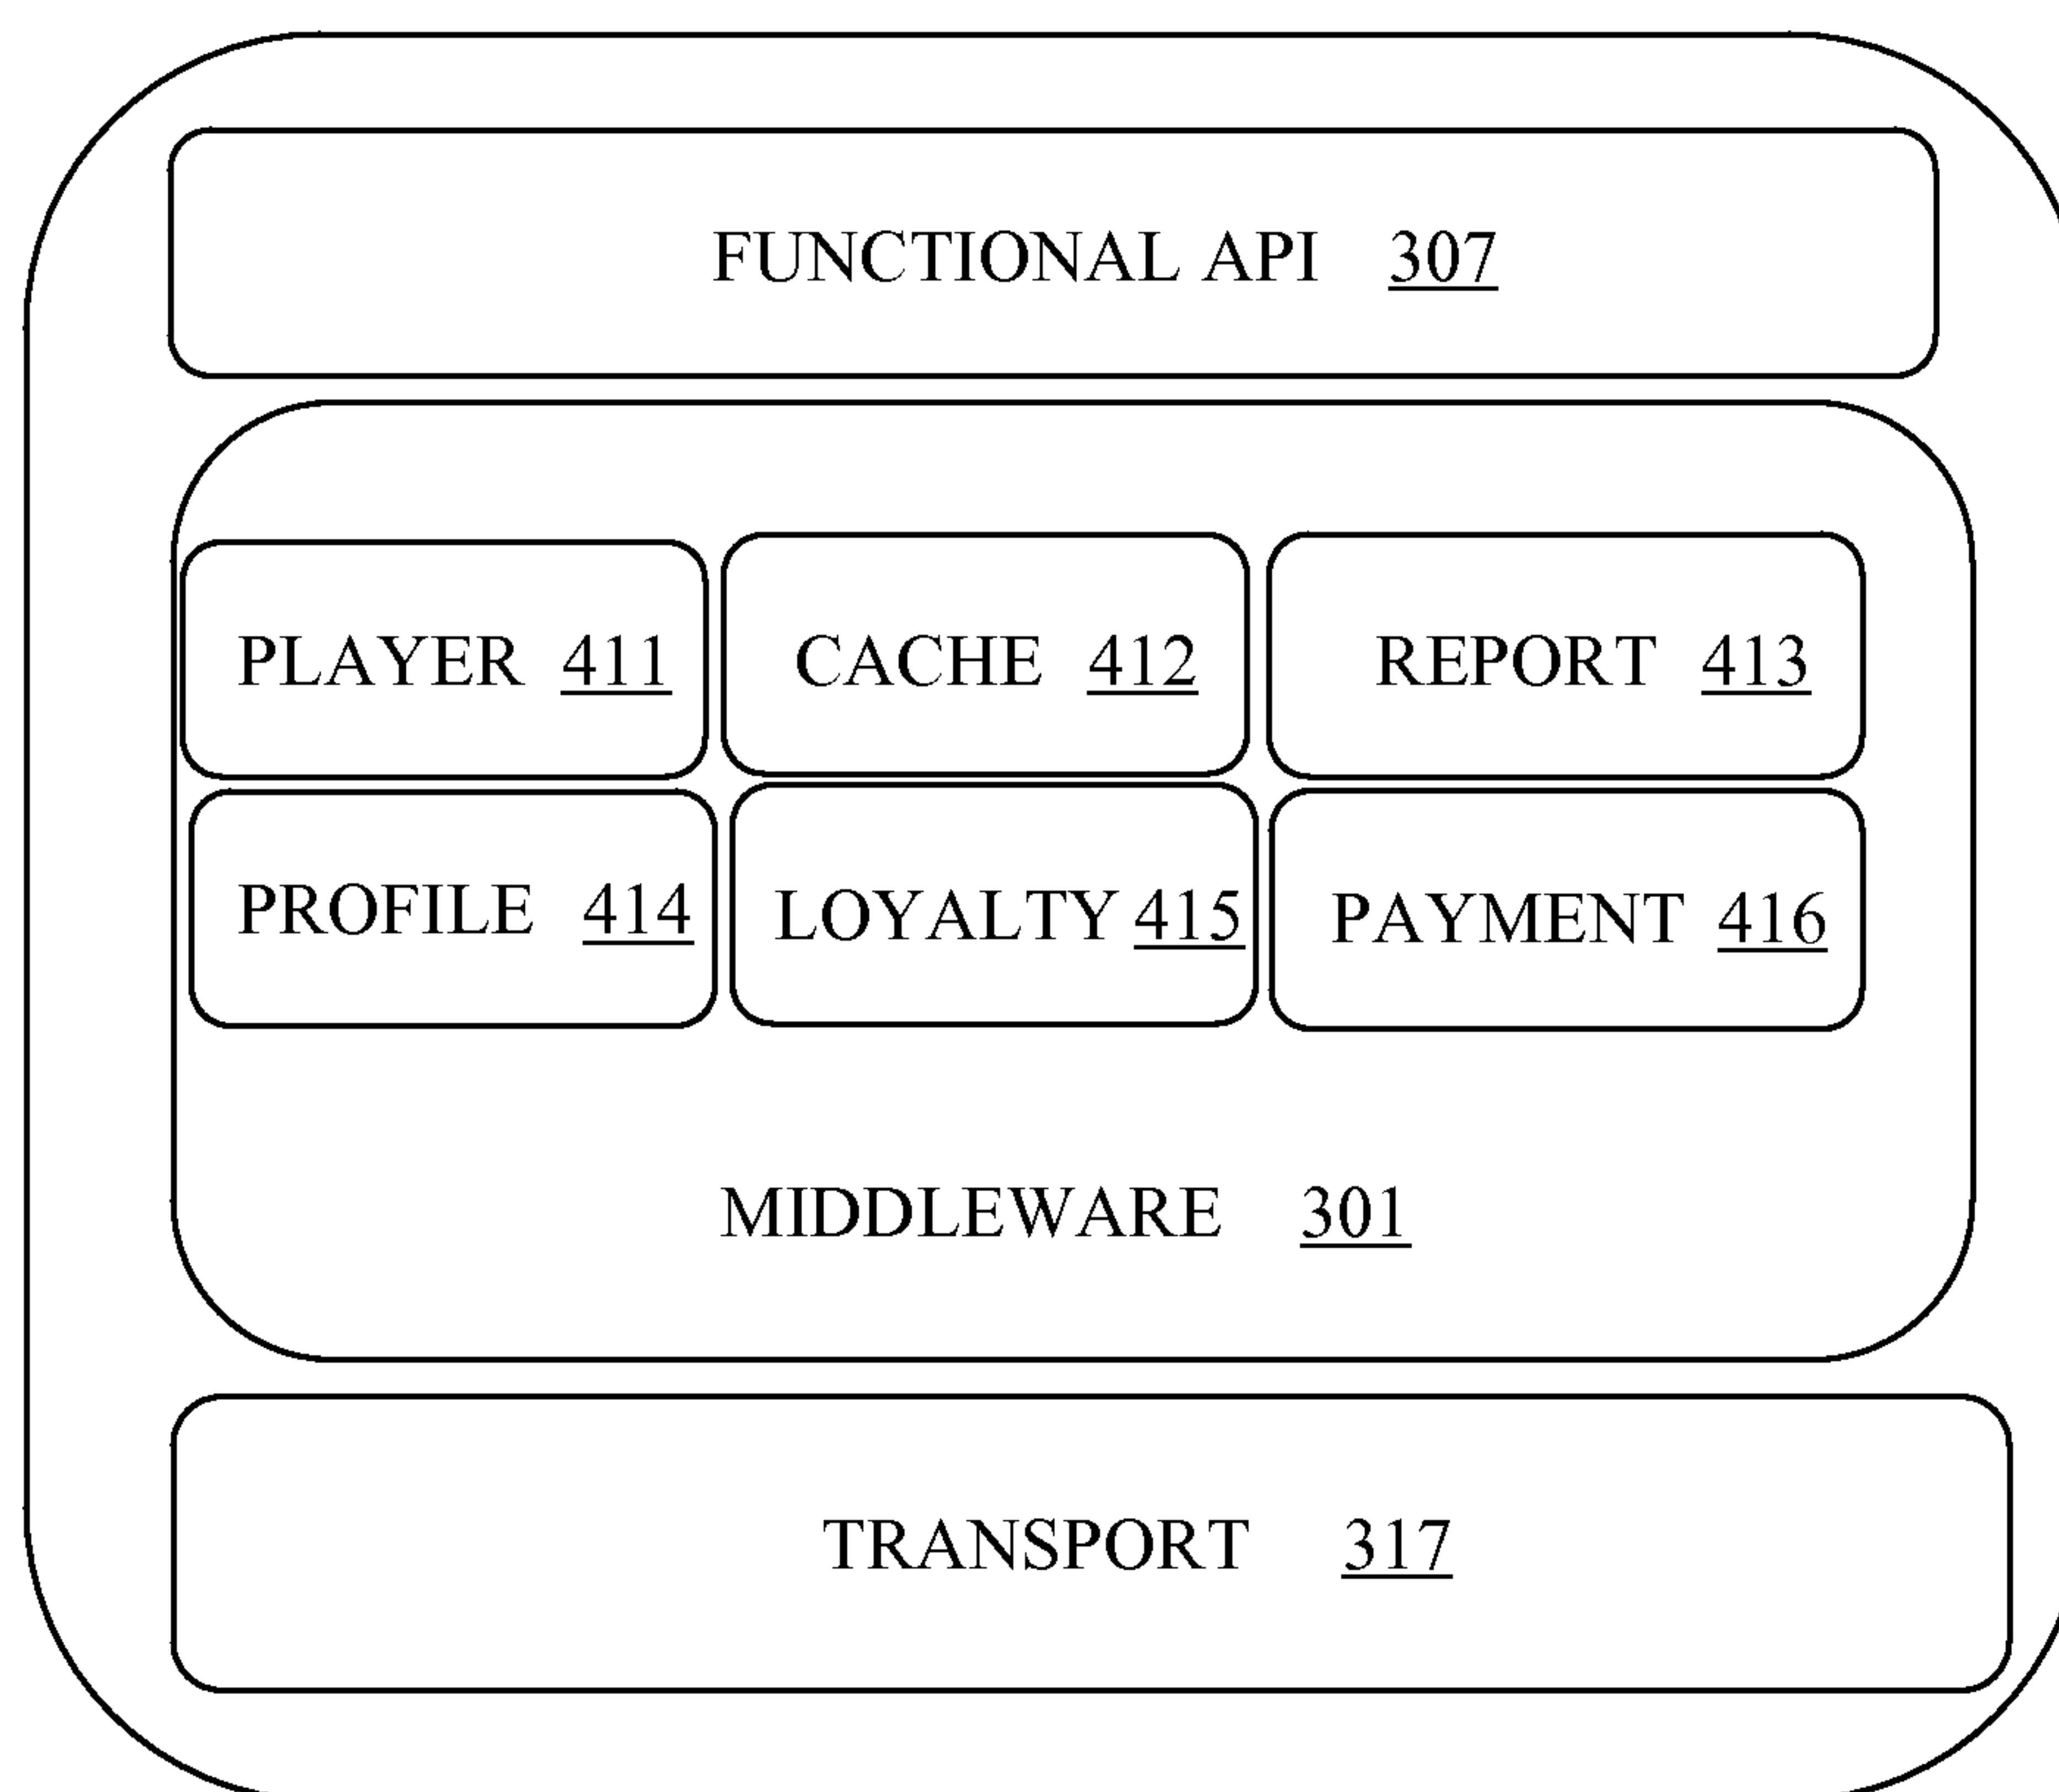 FUNCTIONAL API 307
PLAYER 411 CACHE 412 REPORT 413
PROFILE 414 LOYALTY 415 PAYMENT 416
MIDDLEWARE 301
TRANSPORT 317